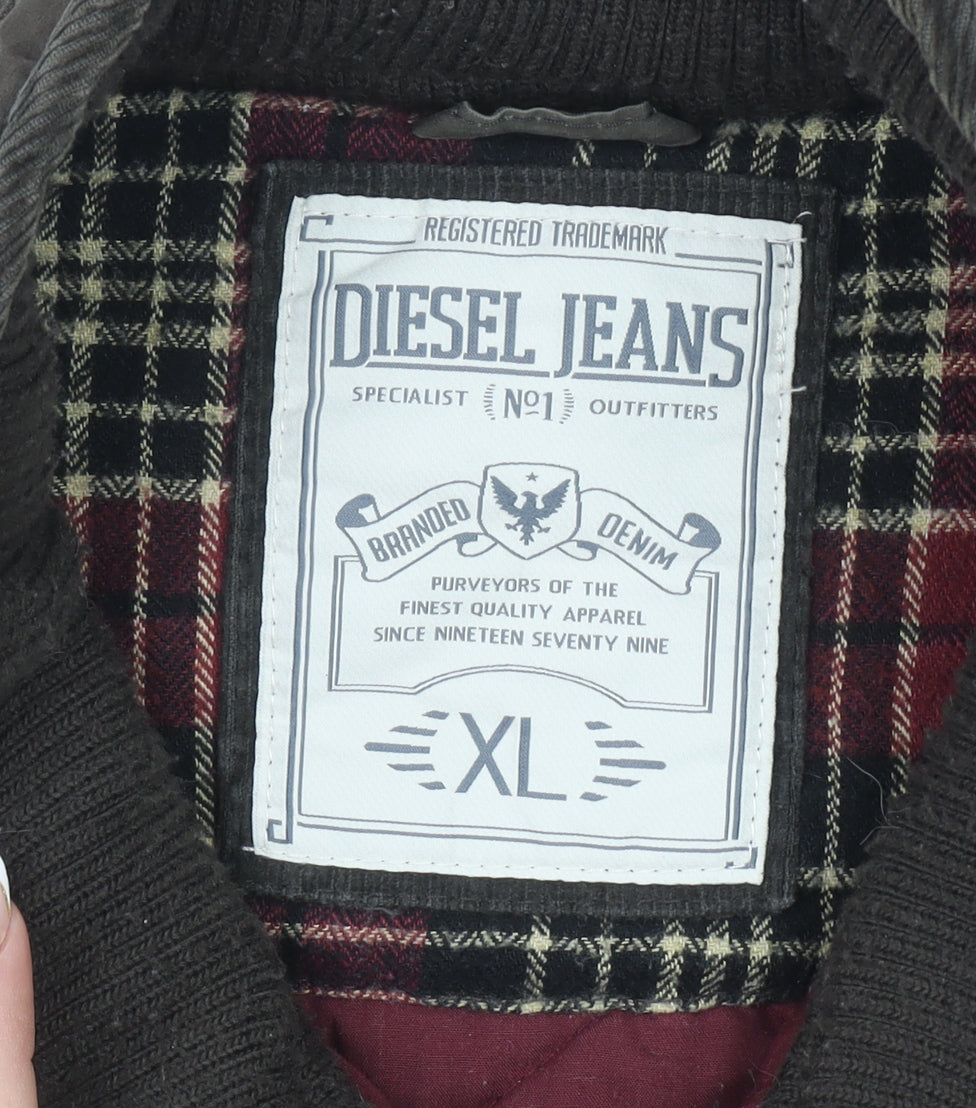 REGISTERED TRADEMARK
DIESEL JEANS
SPECIALIST Nº1 OUTFITTERS
BRANDED DENIM
PURVEYORS OF THE
FINEST QUALITY APPAREL
SINCE NINETEEN SEVENTY NINE
XL